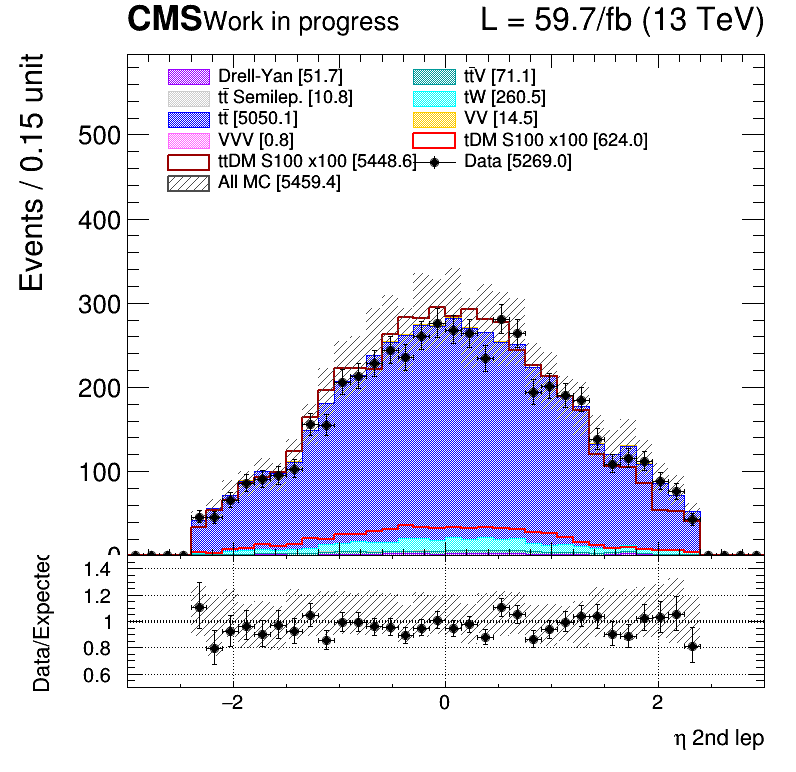 CMS Work in progress L = 59.7/fb (13 TeV)
Events / 0.15 unit
Drell-Yan [51.7] tt̄V [71.1]
tt̄ Semilep. [10.8] tW [260.5]
tt̄ [5050.1] VV [14.5]
VVV [0.8] tDM S100 x100 [624.0]
ttDM S100 x100 [5448.6] Data [5269.0]
All MC [5459.4]
500
400
300
200
100
0
Data/Expected
1.4
1.2
1
0.8
0.6
−2 0 2
η 2nd lep